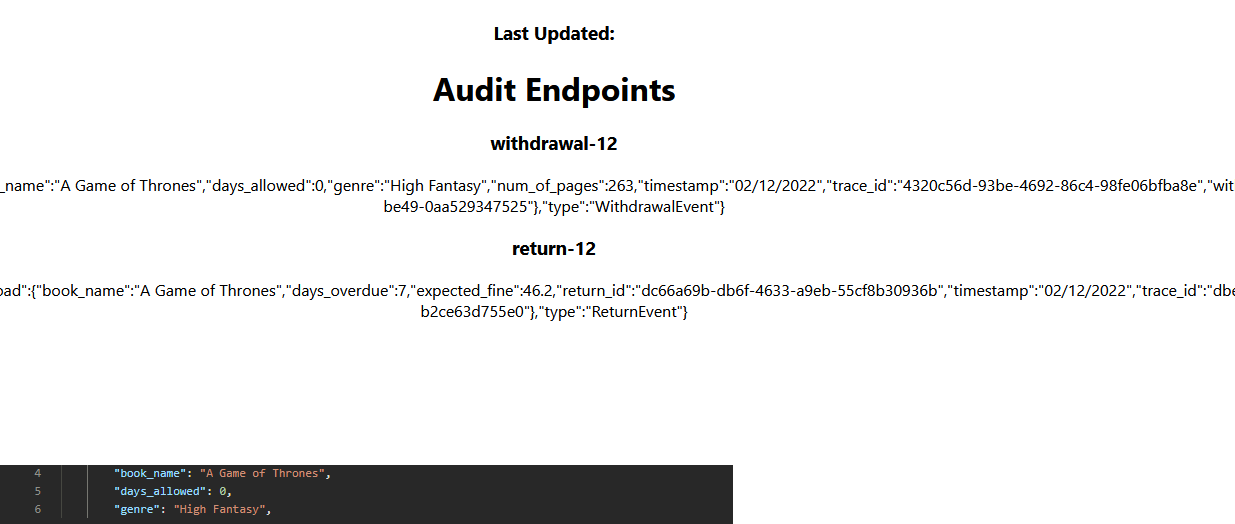 Last Updated:
Audit Endpoints
withdrawal-12
_name":"A Game of Thrones","days_allowed":0,"genre":"High Fantasy","num_of_pages":263,"timestamp":"02/12/2022","trace_id":"4320c56d-93be-4692-86c4-98fe06bfba8e","wit
be49-0aa529347525"},"type":"WithdrawalEvent"}
return-12
oad":{"book_name":"A Game of Thrones","days_overdue":7,"expected_fine":46.2,"return_id":"dc66a69b-db6f-4633-a9eb-55cf8b30936b","timestamp":"02/12/2022","trace_id":"dbe
b2ce63d755e0"},"type":"ReturnEvent"}
4 "book_name": "A Game of Thrones",
5 "days_allowed": 0,
6 "genre": "High Fantasy",